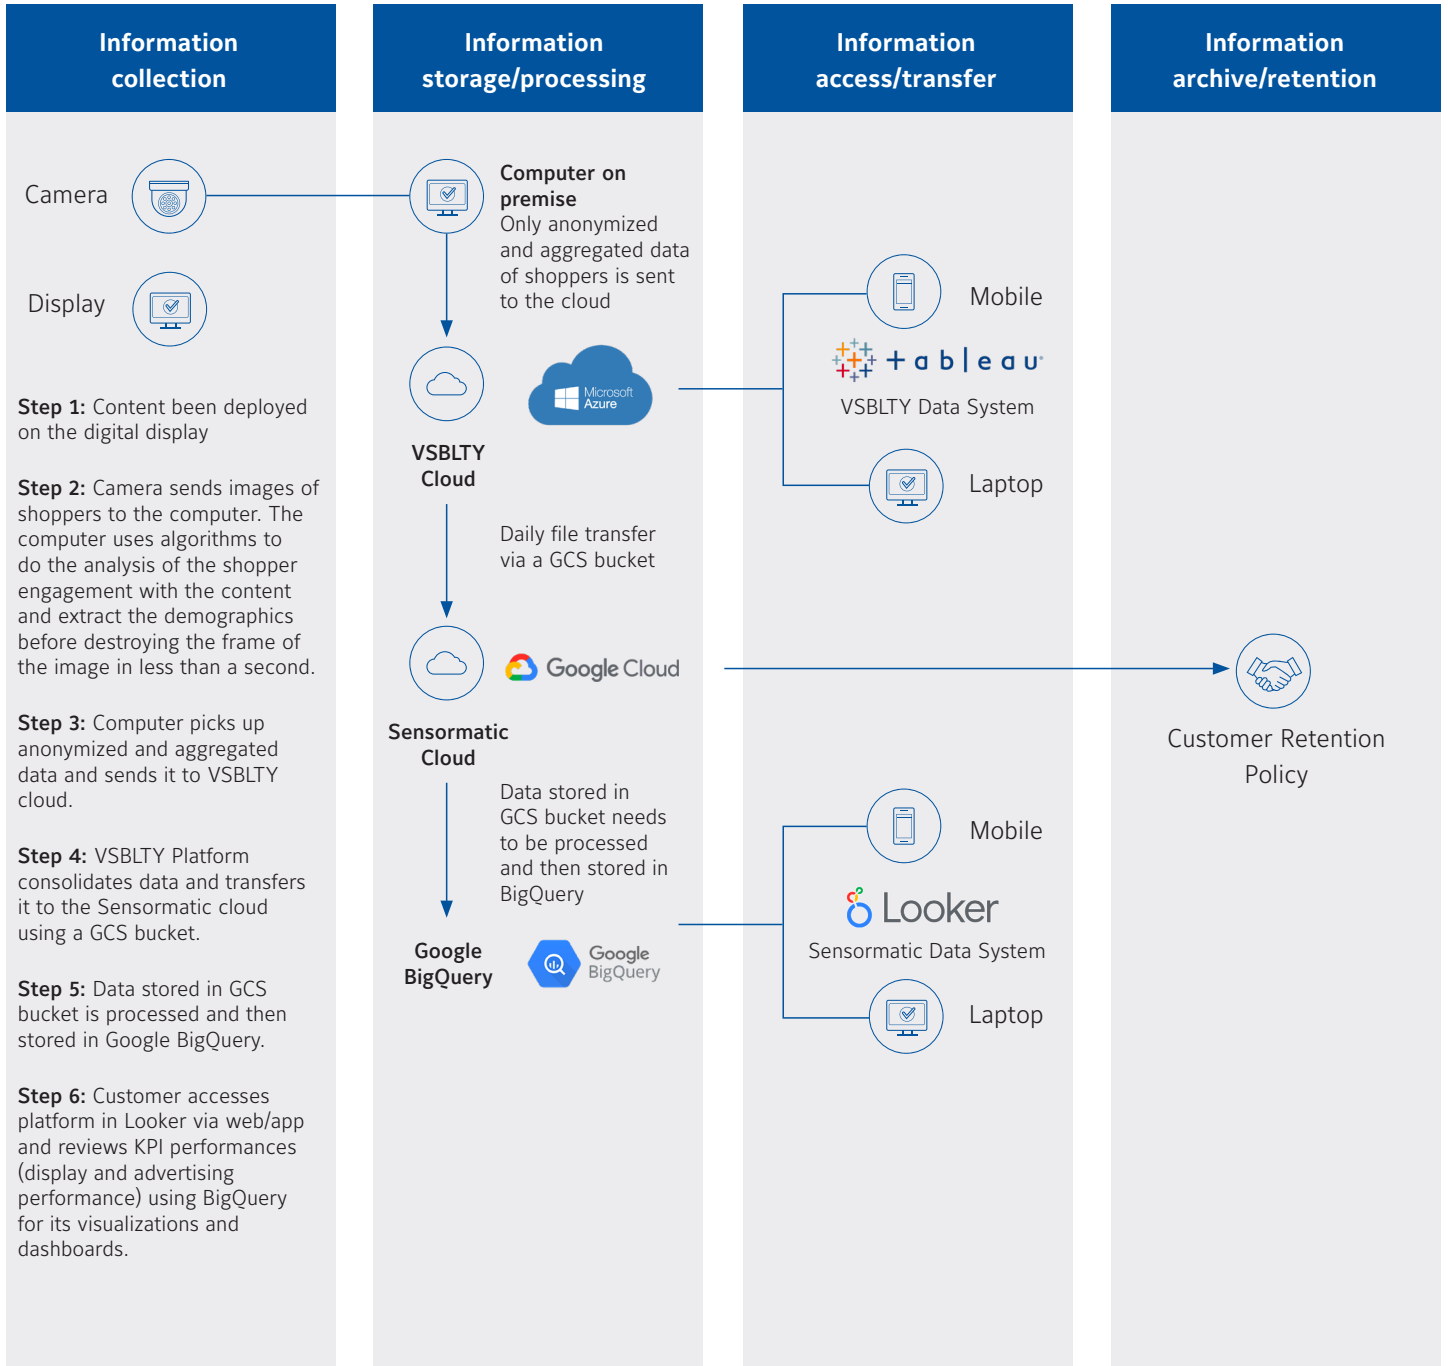 Information
collection
Camera
Display
Step 1: Content been deployed
on the digital display
Step 2: Camera sends images of
shoppers to the computer. The
computer uses algorithms to
do the analysis of the shopper
engagement with the content
and extract the demographics
before destroying the frame of
the image in less than a second.
Step 3: Computer picks up
anonymized and aggregated
data and sends it to VSBLTY
cloud.
Step 4: VSBLTY Platform
consolidates data and transfers
it to the Sensormatic cloud
using a GCS bucket.
Step 5: Data stored in GCS
bucket is processed and then
stored in Google BigQuery.
Step 6: Customer accesses
platform in Looker via web/app
and reviews KPI performances
(display and advertising
performance) using BigQuery
for its visualizations and
dashboards.
Information
storage/processing
Computer on
premise
Only anonymized
and aggregated data
of shoppers is sent
to the cloud
Microsoft
Azure
VSBLTY
Cloud
Daily file transfer
via a GCS bucket
Google Cloud
Sensormatic
Cloud
Data stored in
GCS bucket needs
to be processed
and then stored in
BigQuery
Google
BigQuery
Google
BigQuery
Information
access/transfer
Mobile
+ableau
VSBLTY Data System
Laptop
Mobile
Looker
Sensormatic Data System
Laptop
Information
archive/retention
Customer Retention
Policy